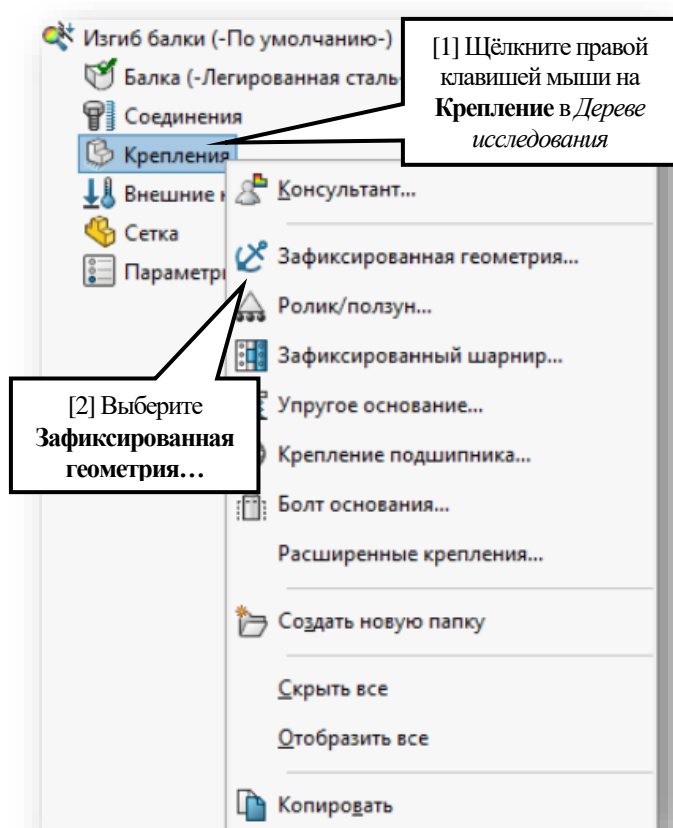 Изгиб балки (-По умолчанию-)
[1] Щёлкните правой
клавишей мыши на
Крепление в Дереве
исследования
Балка (-Легированная сталь-
Соединения
Крепления
Внешние н
Сетка
Параметры
Консультант...
Зафиксированная геометрия...
Ролик/ползун...
Зафиксированный шарнир...
[2] Выберите
Зафиксированная
геометрия…
Упругое основание...
Крепление подшипника...
Болт основания...
Расширенные крепления...
Создать новую папку
Скрыть все
Отобразить все
Копировать